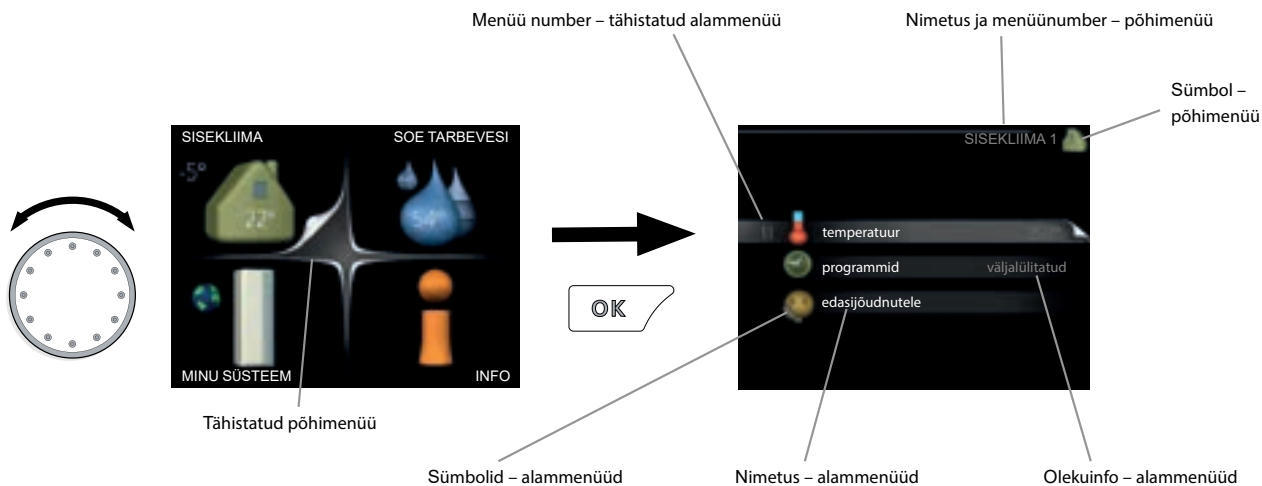 Menüü number – tähistatud alammenüü
Nimetus ja menüünumber – põhimenüü
Sümbol –
põhimenüü
SISEKLIIMA
SOE TARBEVESI
-5°
22°
54°
MINU SÜSTEEM
INFO
Tähistatud põhimenüü
OK
SISEKLIIMA 1
temperatuur
programmid
väljalülitatud
edasijõudnutele
Sümbolid – alammenüüd
Nimetus – alammenüüd
Olekuinfo – alammenüüd